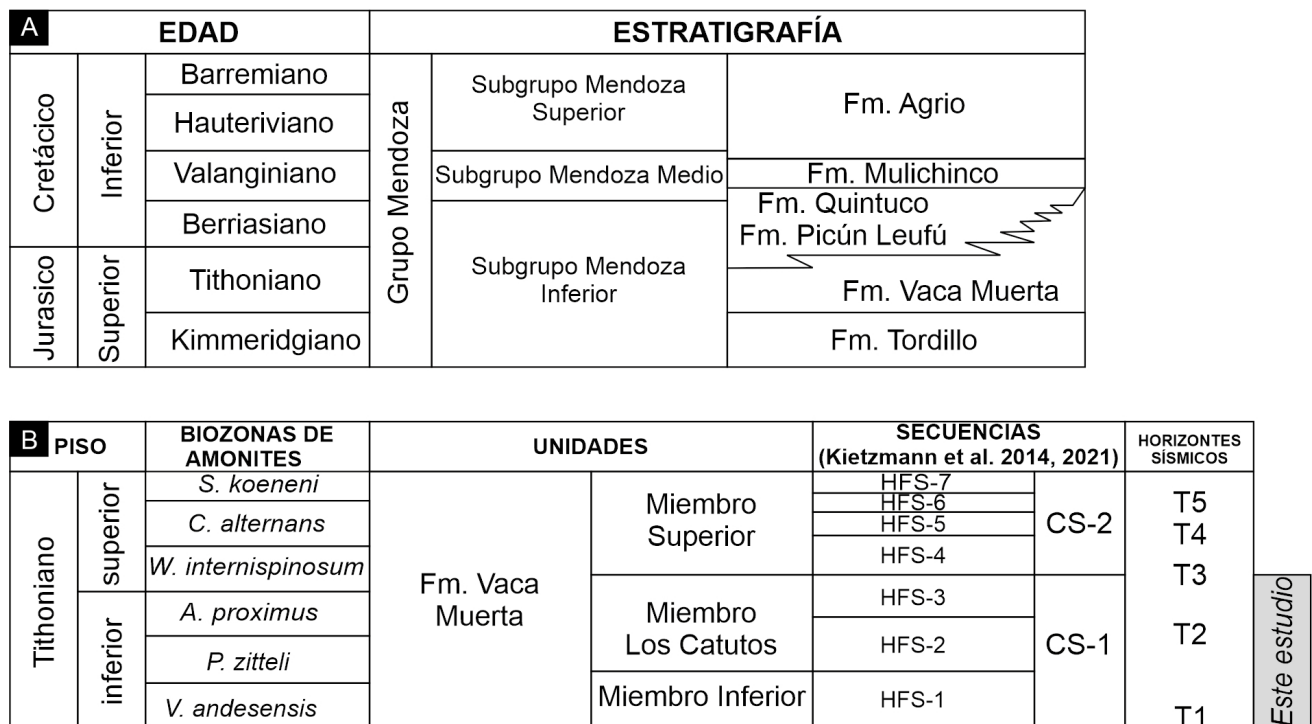 A
EDAD
ESTRATIGRAFÍA
Cretácico
Inferior
Barremiano
Hauteriviano
Valanginiano
Berriasiano
Jurasico
Superior
Tithoniano
Kimmeridgiano
Grupo Mendoza
Subgrupo Mendoza
Superior
Subgrupo Mendoza Medio
Subgrupo Mendoza
Inferior
Fm. Agrio
Fm. Mulichinco
Fm. Quintuco
Fm. Picún Leufú
Fm. Vaca Muerta
Fm. Tordillo
B
PISO
BIOZONAS DE
AMONITES
UNIDADES
SECUENCIAS
(Kietzmann et al. 2014, 2021)
HORIZONTES
SÍSMICOS
Tithoniano
superior
inferior
S. koeneni
C. alternans
W. internispinosum
A. proximus
P. zitteli
V. andesensis
Fm. Vaca
Muerta
Miembro
Superior
Miembro
Los Catutos
Miembro Inferior
HFS-7
HFS-6
HFS-5
HFS-4
HFS-3
HFS-2
HFS-1
CS-2
CS-1
T5
T4
T3
T2
T1
Este estudio